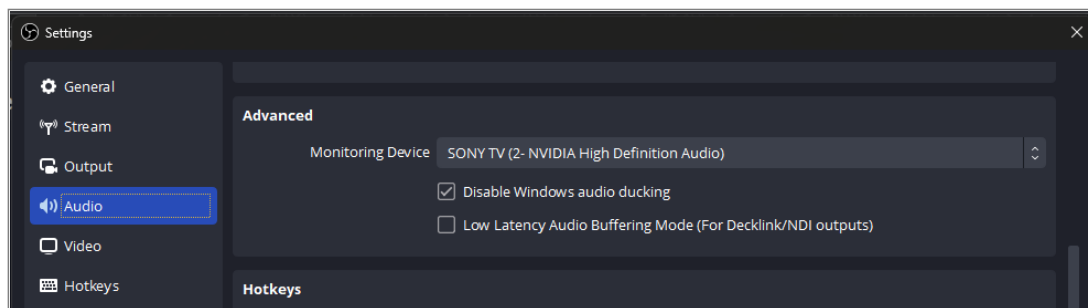 Settings
General
Stream
Output
Audio
Video
Hotkeys
Advanced
Monitoring Device SONY TV (2- NVIDIA High Definition Audio)
Disable Windows audio ducking
Low Latency Audio Buffering Mode (For Decklink/NDI outputs)
Hotkeys